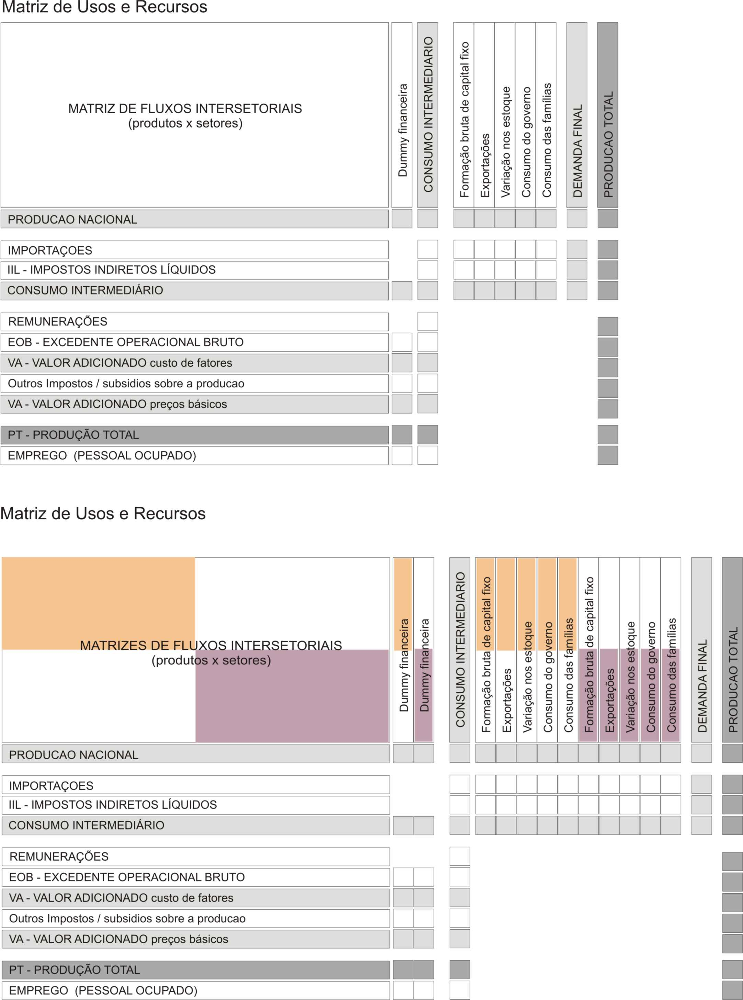 Matriz de Usos e Recursos
MATRIZ DE FLUXOS INTERSETORIAIS
(produtos x setores)
Dummy financeira
CONSUMO INTERMEDIARIO
Formação bruta de capital fixo
Exportações
Variação nos estoque
Consumo do governo
Consumo das famílias
DEMANDA FINAL
PRODUCAO TOTAL
PRODUCAO NACIONAL
IMPORTAÇOES
IIL - IMPOSTOS INDIRETOS LÍQUIDOS
CONSUMO INTERMEDIÁRIO
REMUNERAÇÕES
EOB - EXCEDENTE OPERACIONAL BRUTO
VA - VALOR ADICIONADO custo de fatores
Outros Impostos / subsidios sobre a producao
VA - VALOR ADICIONADO preços básicos
PT - PRODUÇÃO TOTAL
EMPREGO (PESSOAL OCUPADO)
Matriz de Usos e Recursos
MATRIZES DE FLUXOS INTERSETORIAIS
(produtos x setores)
Dummy financeira
Dummy financeira
CONSUMO INTERMEDIARIO
Formação bruta de capital fixo
Exportações
Variação nos estoque
Consumo do governo
Consumo das famílias
Formação bruta de capital fixo
Exportações
Variação nos estoque
Consumo do governo
Consumo das famílias
DEMANDA FINAL
PRODUCAO TOTAL
PRODUCAO NACIONAL
IMPORTAÇOES
IIL - IMPOSTOS INDIRETOS LÍQUIDOS
CONSUMO INTERMEDIÁRIO
REMUNERAÇÕES
EOB - EXCEDENTE OPERACIONAL BRUTO
VA - VALOR ADICIONADO custo de fatores
Outros Impostos / subsidios sobre a producao
VA - VALOR ADICIONADO preços básicos
PT - PRODUÇÃO TOTAL
EMPREGO (PESSOAL OCUPADO)